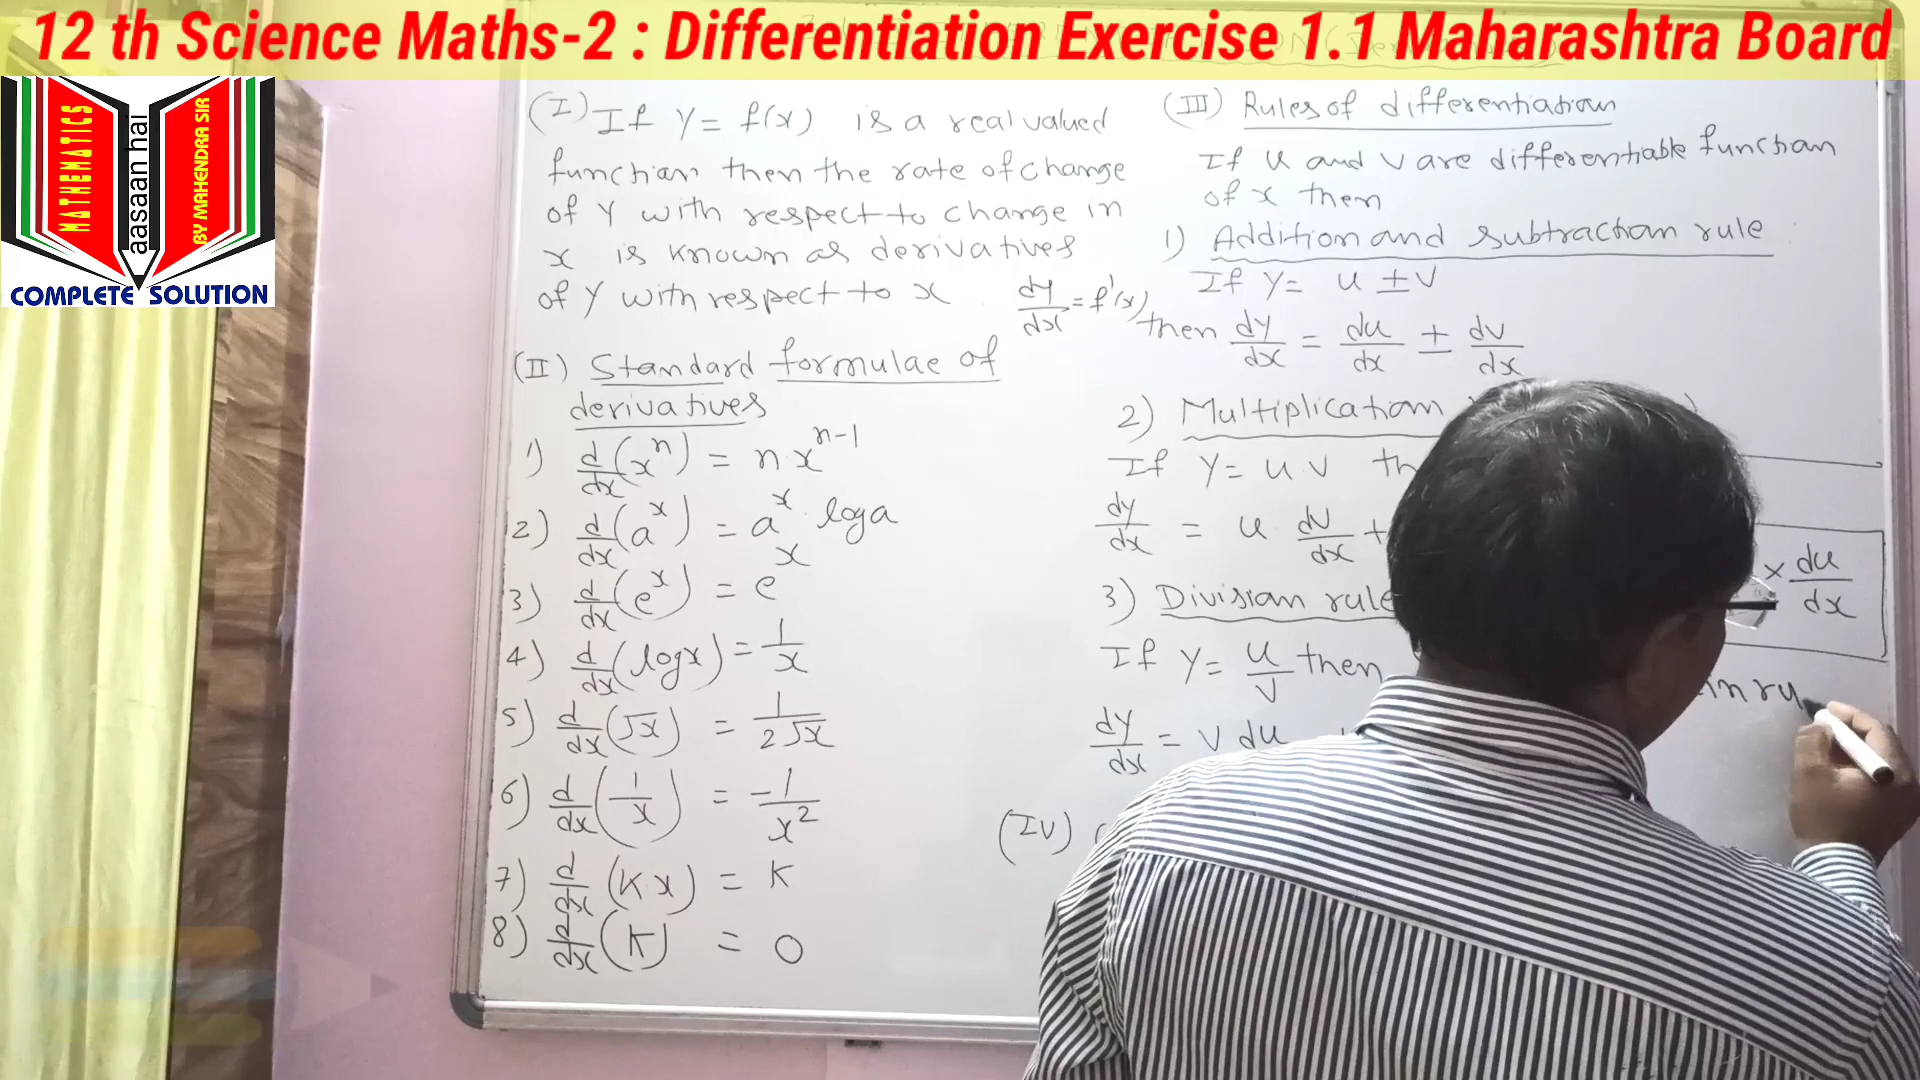 12 th Science Maths-2 : Differentiation Exercise 1.1 Maharashtra Board
MATHEMATICS
aasaan hai
BY MAHENDRA SIR
COMPLETE SOLUTION
(I) If y = f(x) is a real valued
function then the rate of change
of y with respect to change in
x is known as derivatives
of y with respect to x . dy/dx = f'(x)
(II) Standard formulae of
derivatives
1) d/dx (x^n) = n x^(n-1)
2) d/dx (a^x) = a^x . log a
3) d/dx (e^x) = e^x
4) d/dx (log x) = 1/x
5) d/dx (√x) = 1/2√x
6) d/dx (1/x) = -1/x²
7) d/dx (Kx) = K
8) d/dx (K) = 0
(III) Rules of differentiation
If u and v are differentiable function
of x then
1) Addition and subtraction rule
If y = u ± v
then dy/dx = du/dx ± dv/dx
2) Multiplication
If y = u v
dy/dx = u dv/dx +
× du/dx
3) Division rule
If y = u/v then
dy/dx = v du
(IV)